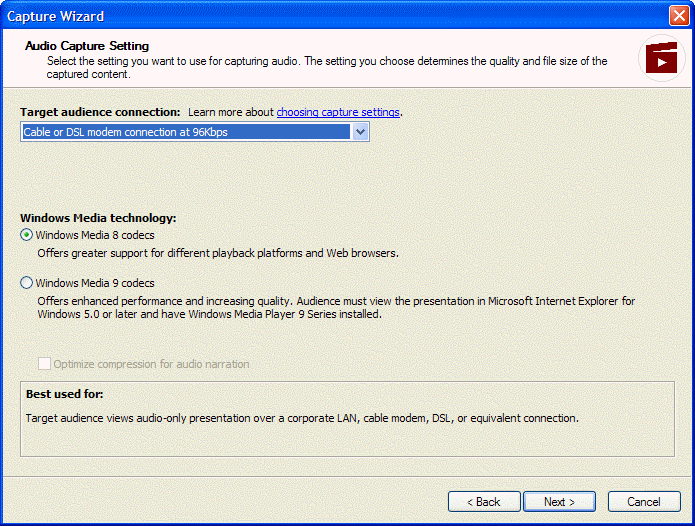 Capture Wizard
Audio Capture Setting
Select the setting you want to use for capturing audio. The setting you choose determines the quality and file size of the
captured content.
Target audience connection: Learn more about choosing capture settings.
Cable or DSL modem connection at 96Kbps
Windows Media technology:
Windows Media 8 codecs
Offers greater support for different playback platforms and Web browsers.
Windows Media 9 codecs
Offers enhanced performance and increasing quality. Audience must view the presentation in Microsoft Internet Explorer for
Windows 5.0 or later and have Windows Media Player 9 Series installed.
Optimize compression for audio narration
Best used for:
Target audience views audio-only presentation over a corporate LAN, cable modem, DSL, or equivalent connection.
< Back Next > Cancel